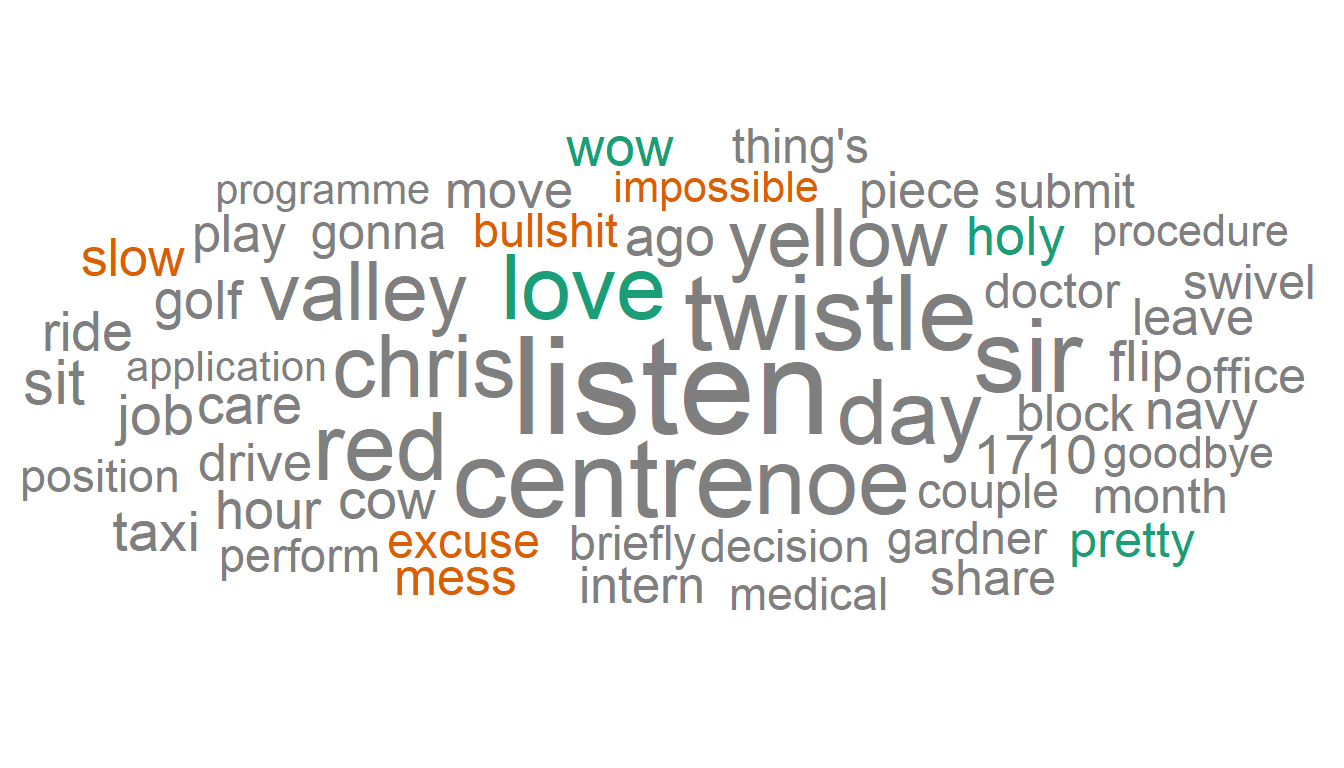 wow thing's
programme move impossible piece submit
slow play gonna bullshit ago yellow holy procedure
golf valley love twistle doctor swivel
ride leave
sit application chris listen sir flip office
job care red day block navy
position drive centre noe 1710 goodbye
hour cow couple month
taxi perform excuse briefly decision gardner pretty
mess intern medical share